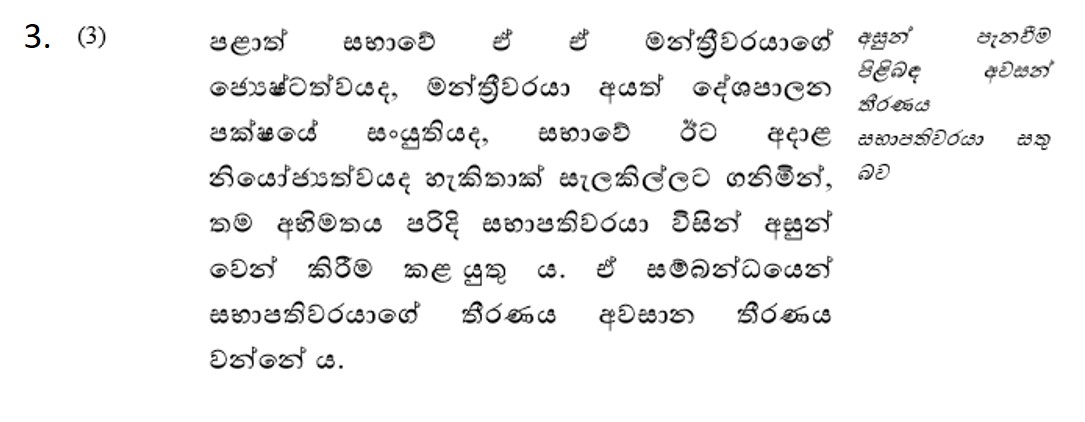 3. (3)
පළාත් සභාවේ ඒ ඒ මන්ත්‍රීවරයාගේ
ජ්‍යෙෂ්ටත්වයද, මන්ත්‍රීවරයා අයත් දේශපාලන
පක්ෂයේ සංයුතියද, සභාවේ ඊට අදාළ
නියෝජ්‍යත්වයද හැකිතාක් සැලකිල්ලට ගනිමින්,
තම අභිමතය පරිදි සභාපතිවරයා විසින් අසුන්
වෙන් කිරීම කළ යුතු ය. ඒ සම්බන්ධයෙන්
සභාපතිවරයාගේ තීරණය අවසාන තීරණය
වන්නේ ය.
අසුන් පැනවීම
පිළිබඳ අවසන්
තීරණය
සභාපතිවරයා සතු
බව